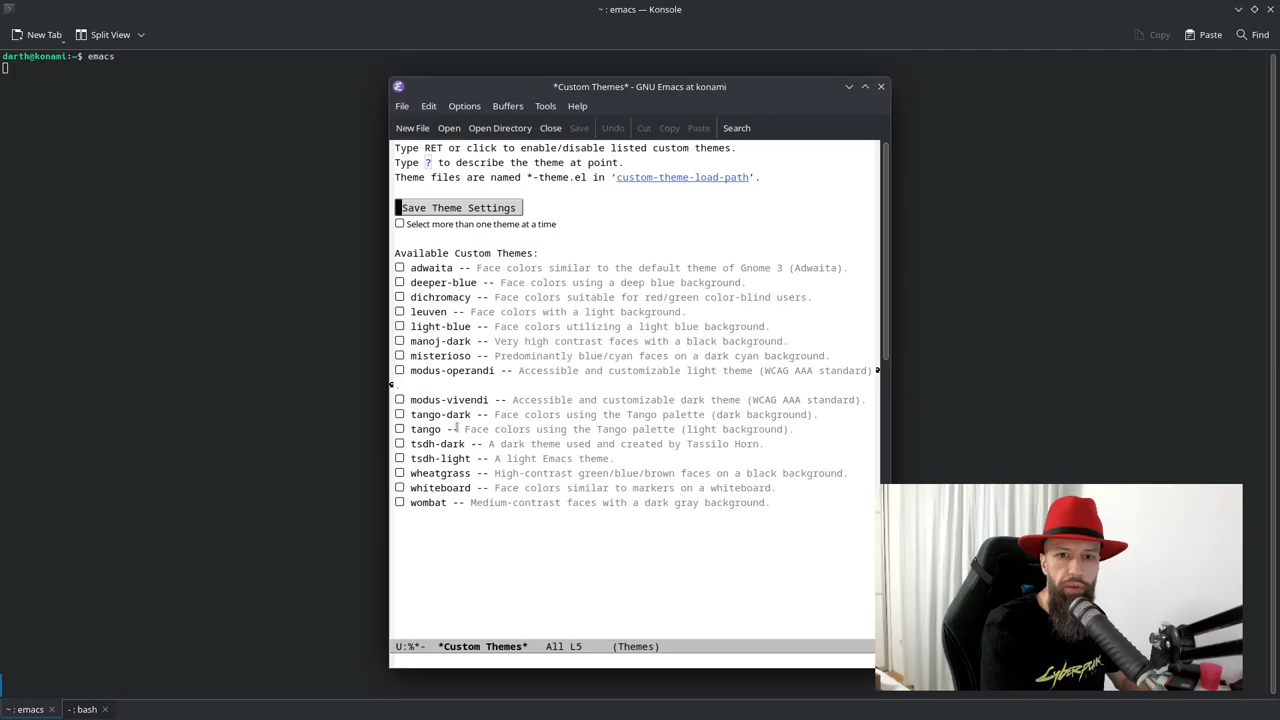 ~ : emacs — Konsole
New Tab
Split View
Copy
Paste
Find
darth@konami:~$ emacs
*Custom Themes* - GNU Emacs at konami
File Edit Options Buffers Tools Help
New File Open Open Directory Close Save Undo Cut Copy Paste Search
Type RET or click to enable/disable listed custom themes.
Type ? to describe the theme at point.
Theme files are named *-theme.el in ‘custom-theme-load-path’.
Save Theme Settings
Select more than one theme at a time
Available Custom Themes:
adwaita -- Face colors similar to the default theme of Gnome 3 (Adwaita).
deeper-blue -- Face colors using a deep blue background.
dichromacy -- Face colors suitable for red/green color-blind users.
leuven -- Face colors with a light background.
light-blue -- Face colors utilizing a light blue background.
manoj-dark -- Very high contrast faces with a black background.
misterioso -- Predominantly blue/cyan faces on a dark cyan background.
modus-operandi -- Accessible and customizable light theme (WCAG AAA standard)
.
modus-vivendi -- Accessible and customizable dark theme (WCAG AAA standard).
tango-dark -- Face colors using the Tango palette (dark background).
tango -- Face colors using the Tango palette (light background).
tsdh-dark -- A dark theme used and created by Tassilo Horn.
tsdh-light -- A light Emacs theme.
wheatgrass -- High-contrast green/blue/brown faces on a black background.
whiteboard -- Face colors similar to markers on a whiteboard.
wombat -- Medium-contrast faces with a dark gray background.
U:%*- *Custom Themes* All L5 (Themes)
Cyberpunk
~ : emacs
~ : bash